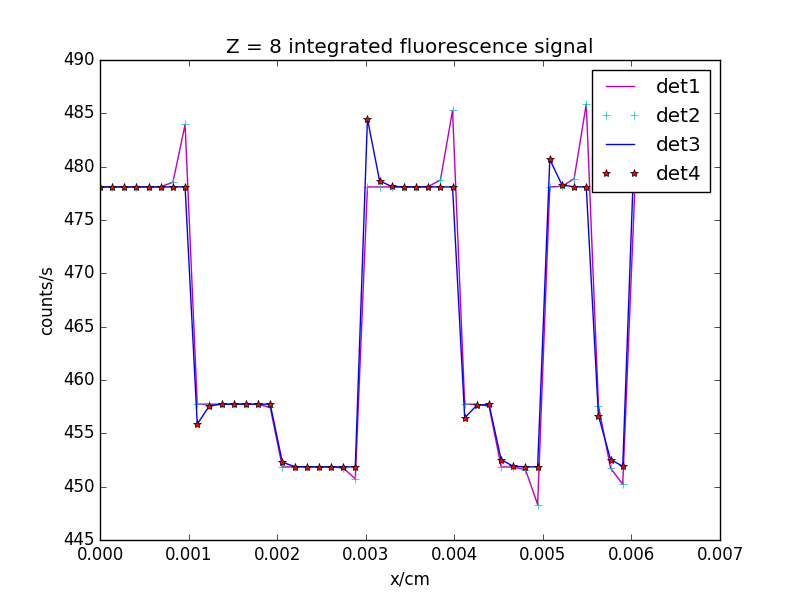 Z = 8 integrated fluorescence signal
490
485
480
475
470
465
460
455
450
445
counts/s
det1
det2
det3
det4
0.000 0.001 0.002 0.003 0.004 0.005 0.006 0.007
x/cm